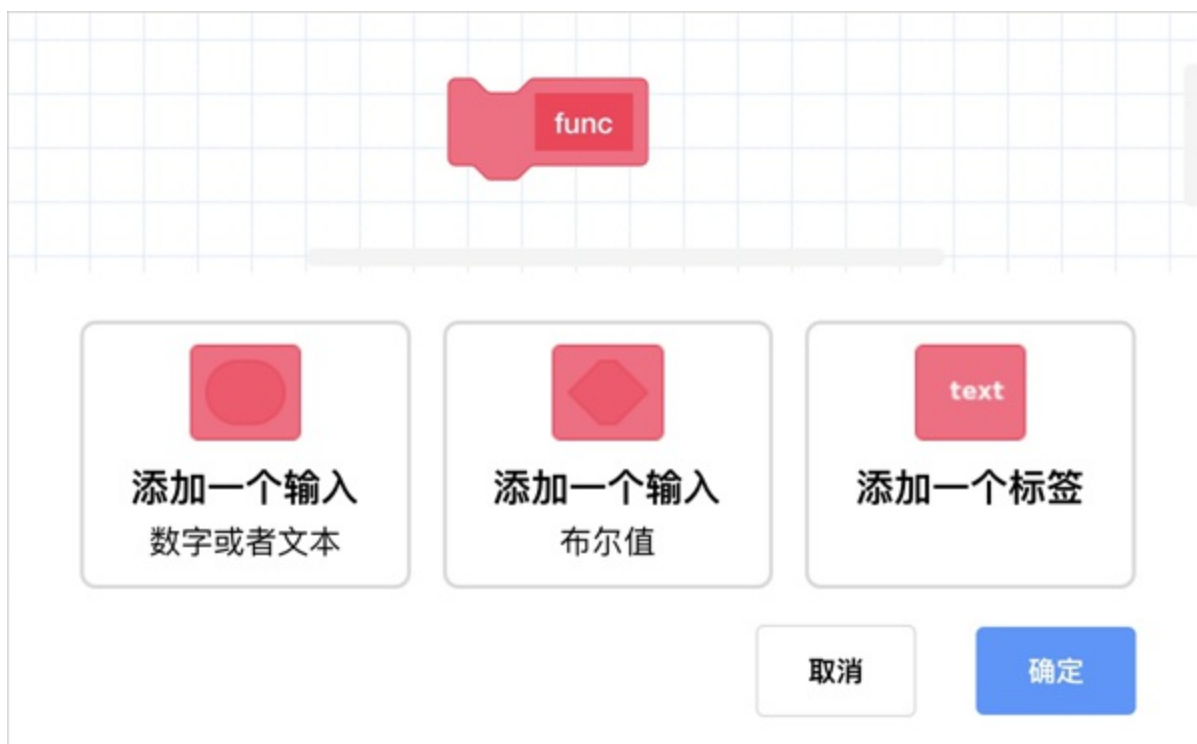 func
text
添加一个输入
数字或者文本
添加一个输入
布尔值
添加一个标签
取消
确定